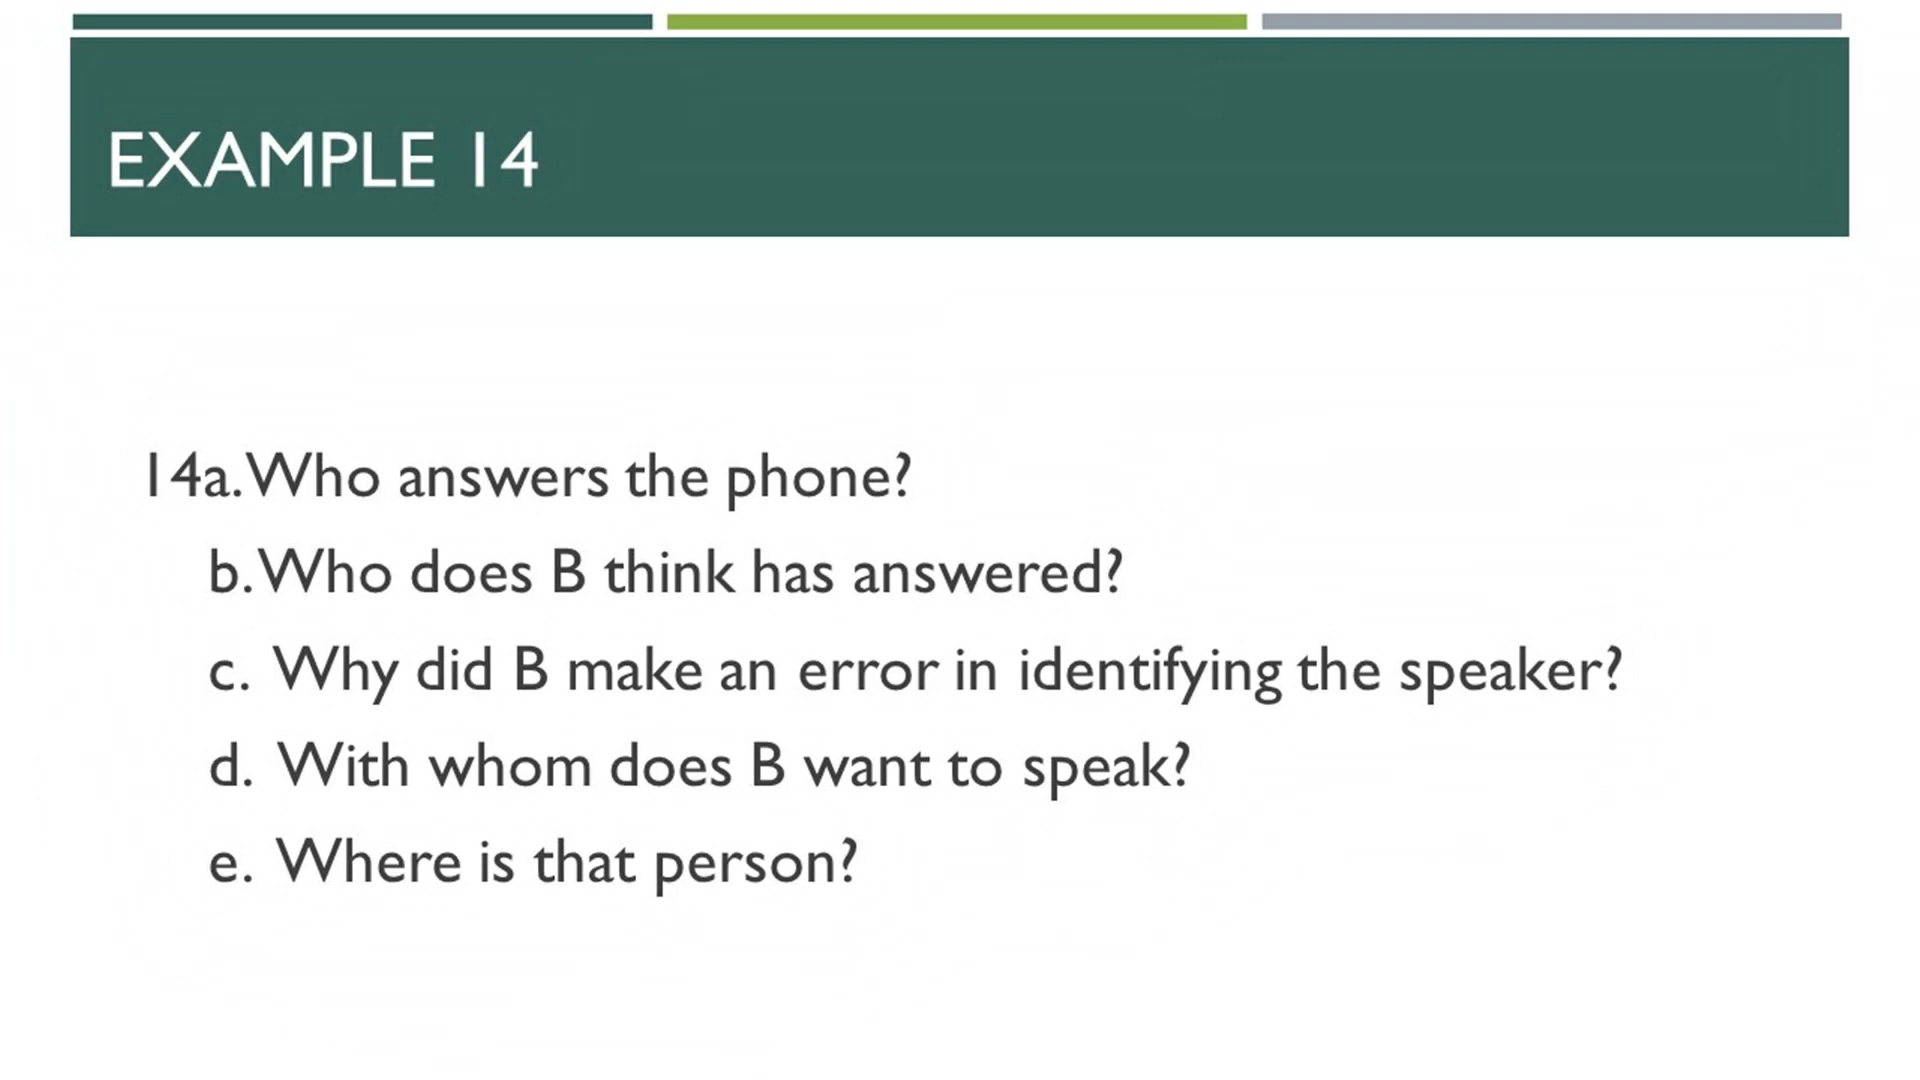 EXAMPLE 14
14a. Who answers the phone?
b. Who does B think has answered?
c. Why did B make an error in identifying the speaker?
d. With whom does B want to speak?
e. Where is that person?